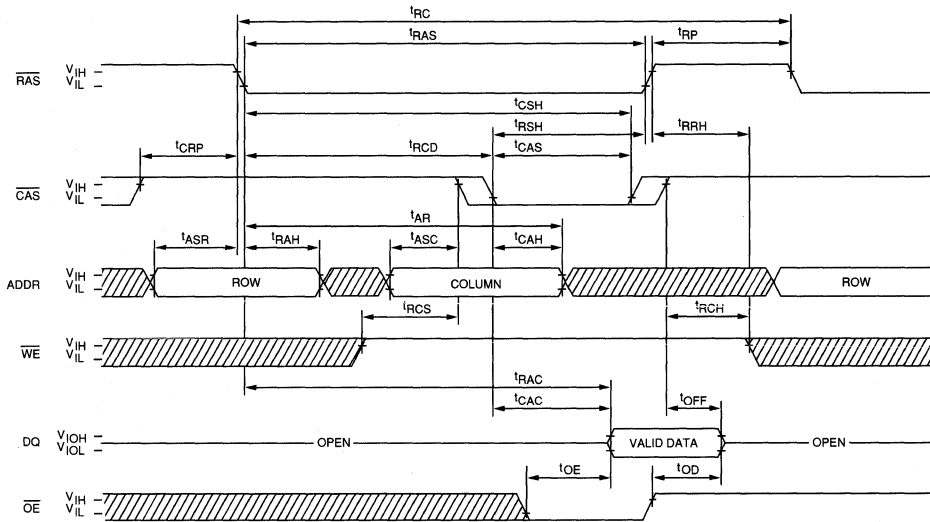 tRC
tRAS
tRP
RAS
VIH
VIL
tCSH
tRSH
tRRH
tCRP
tRCD
tCAS
CAS
VIH
VIL
tAR
tASR
tRAH
tASC
tCAH
ADDR
VIH
VIL
ROW
COLUMN
ROW
tRCS
tRCH
WE
VIH
VIL
tRAC
tCAC
tOFF
DQ
VIOH
VIOL
OPEN
VALID DATA
OPEN
tOE
tOD
OE
VIH
VIL